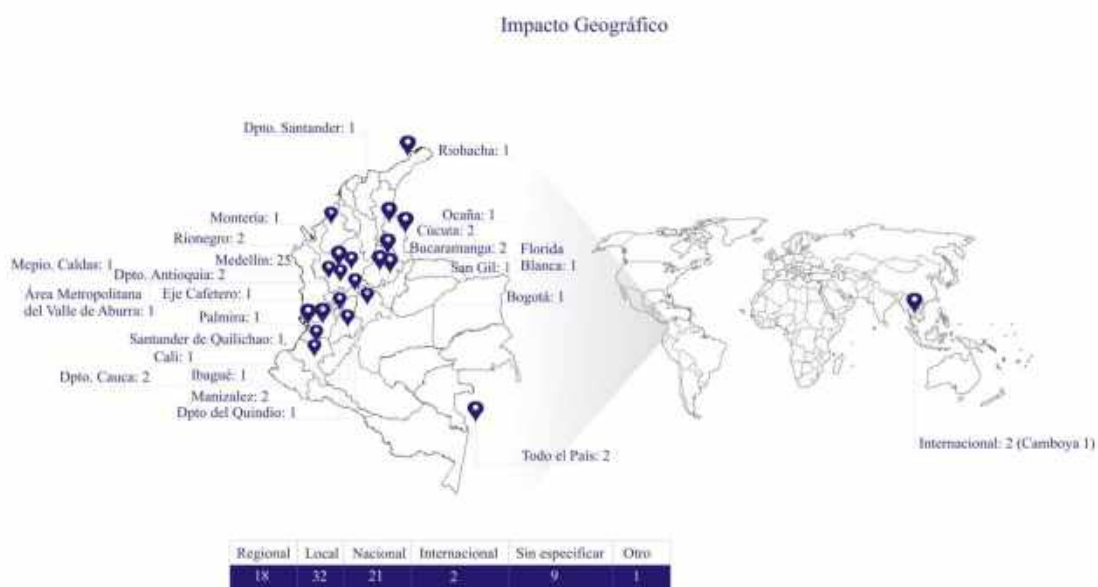 Impacto Geográfico
Dpto. Santander: 1
Riohacha: 1
Montería: 1
Ocaña: 1
Cúcuta: 2
Rionegro: 2
Bucaramanga: 2
Florida
Blanca: 1
Medellín: 25
San Gil: 1
Mcpio. Caldas: 1
Dpto. Antioquia: 2
Área Metropolitana
del Valle de Aburra: 1
Eje Cafetero: 1
Bogotá: 1
Palmira: 1
Santander de Quilichao: 1
Cali: 1
Dpto. Cauca: 2
Ibagué: 1
Manizalez: 2
Dpto del Quindio: 1
Todo el País: 2
Internacional: 2 (Camboya 1)
Regional Local Nacional Internacional Sin especificar Otro
18 32 21 2 9 1